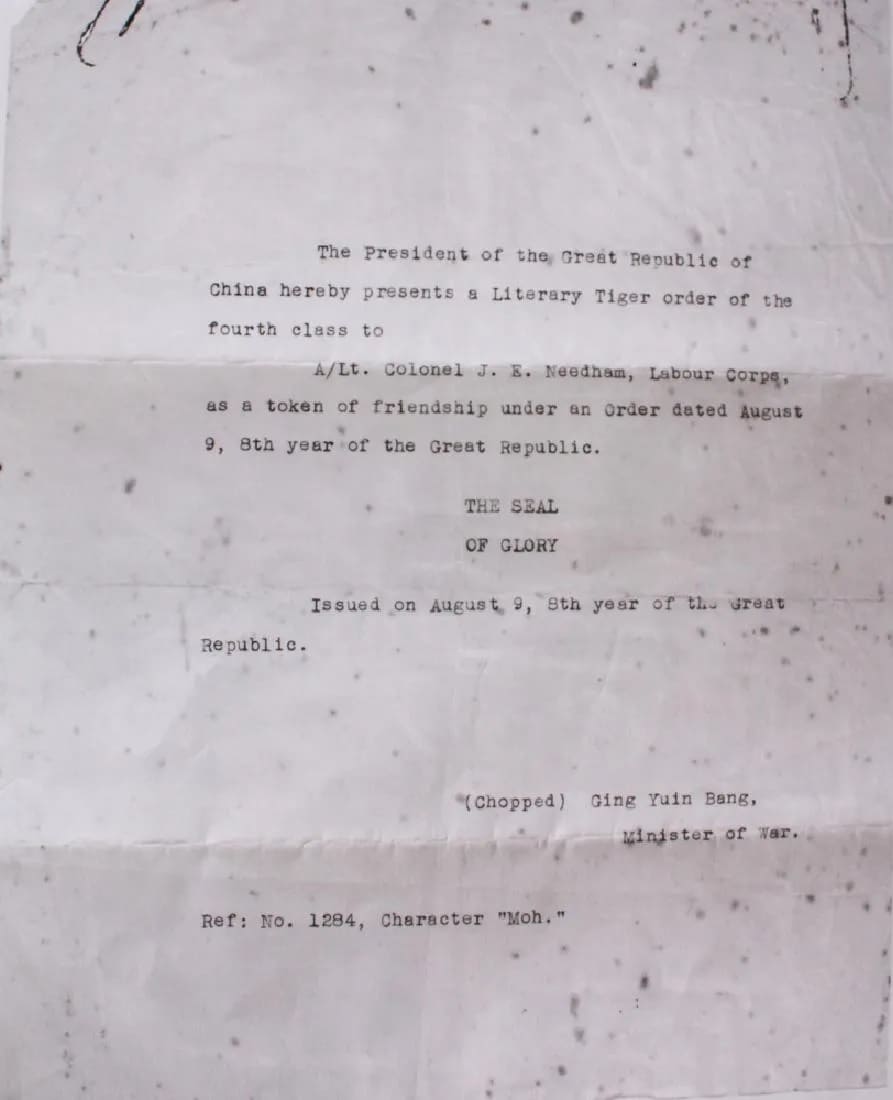 The President of the Great Republic of
China hereby presents a Literary Tiger order of the
fourth class to
A/Lt. Colonel J. E. Needham, Labour Corps,
as a token of friendship under an Order dated August
9, 8th year of the Great Republic.
THE SEAL
OF GLORY
Issued on August 9, 8th year of the Great
Republic.
(Chopped) Ging Yuin Bang,
Minister of War.
Ref: No. 1284, Character "Moh."